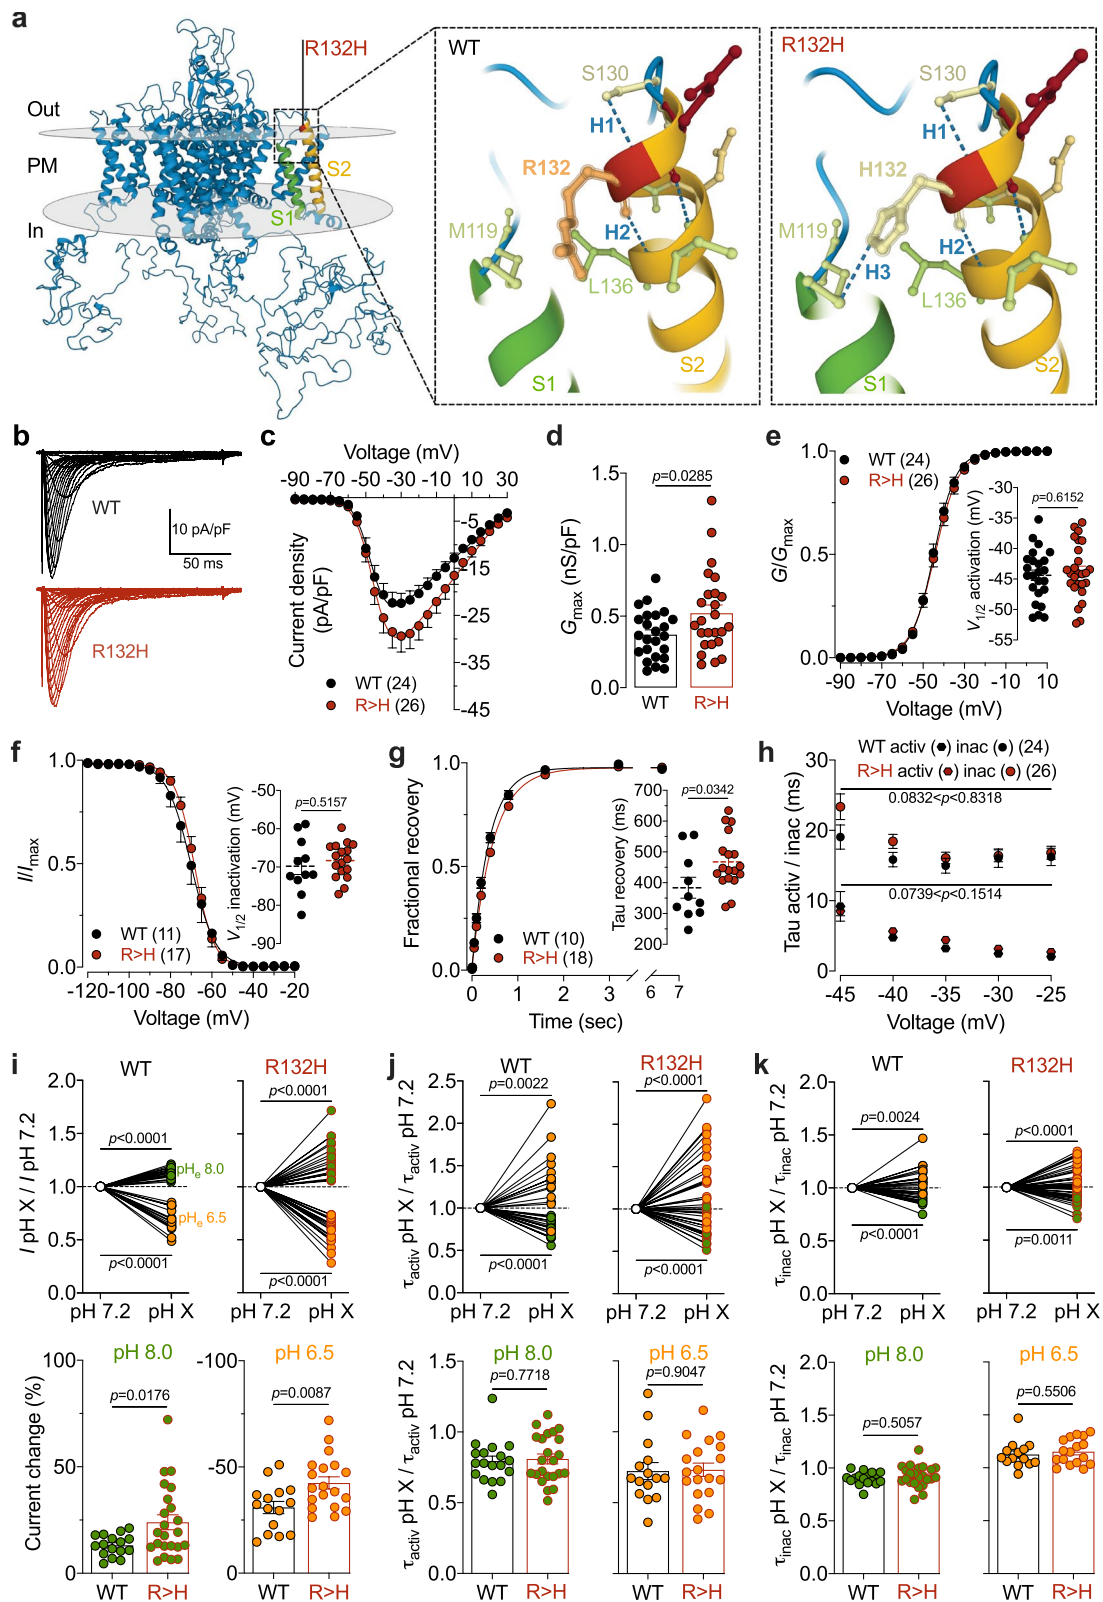 a
R132H
Out
PM
In
S1
S2
WT
S130
H1
R132
M119
H2
L136
S1
S2
R132H
S130
H1
H132
M119
H2
H3
L136
S1
S2
b
WT
10 pA/pF
50 ms
R132H
c
Voltage (mV)
-90 -70 -50 -30 -10 10 30
-5
-15
-25
-35
-45
Current density
(pA/pF)
WT (24)
R>H (26)
d
p=0.0285
1.5
1.0
0.5
0.0
Gmax (nS/pF)
WT R>H
e
WT (24)
R>H (26)
1.0
0.5
0.0
G/Gmax
-90 -70 -50 -30 -10 10
Voltage (mV)
p=0.6152
-30
-35
-40
-45
-50
-55
V1/2 activation (mV)
f
1.0
0.5
0.0
I/Imax
WT (11)
R>H (17)
-120 -100 -80 -60 -40 -20
Voltage (mV)
p=0.5157
-50
-60
-70
-80
-90
V1/2 inactivation (mV)
g
1.0
0.5
0.0
Fractional recovery
WT (10)
R>H (18)
0 1 2 3 6 7
Time (sec)
p=0.0342
700
600
500
400
300
200
Tau recovery (ms)
h
WT activ (⬢) inac (●) (24)
R>H activ (⬢) inac (●) (26)
0.0832<p<0.8318
0.0739<p<0.1514
30
20
10
0
Tau activ / inac (ms)
-45 -40 -35 -30 -25
Voltage (mV)
i
WT
R132H
2.0
1.5
1.0
0.5
0.0
I pH X / I pH 7.2
p<0.0001
pHe 8.0
pHe 6.5
p<0.0001
p<0.0001
p<0.0001
pH 7.2 pH X
pH 7.2 pH X
pH 8.0
p=0.0176
100
50
0
Current change (%)
WT R>H
pH 6.5
p=0.0087
-100
-50
0
WT R>H
j
WT
R132H
2.5
2.0
1.5
1.0
0.5
0.0
τactiv pH X / τactiv pH 7.2
p=0.0022
p<0.0001
p<0.0001
p<0.0001
pH 7.2 pH X
pH 7.2 pH X
pH 8.0
p=0.7718
1.5
1.0
0.5
0.0
τactiv pH X / τactiv pH 7.2
WT R>H
pH 6.5
p=0.9047
WT R>H
k
WT
R132H
2.0
1.5
1.0
0.5
0.0
τinac pH X / τinac pH 7.2
p=0.0024
p<0.0001
p<0.0001
p=0.0011
pH 7.2 pH X
pH 7.2 pH X
pH 8.0
p=0.5057
2.0
1.5
1.0
0.5
0.0
τinac pH X / τinac pH 7.2
WT R>H
pH 6.5
p=0.5506
WT R>H